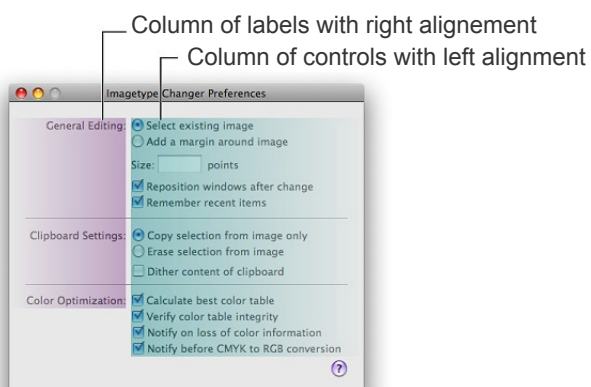 Column of labels with right alignement
Column of controls with left alignment
Imagetype Changer Preferences
General Editing: Select existing image
Add a margin around image
Size: points
Reposition windows after change
Remember recent items
Clipboard Settings: Copy selection from image only
Erase selection from image
Dither content of clipboard
Color Optimization: Calculate best color table
Verify color table integrity
Notify on loss of color information
Notify before CMYK to RGB conversion
?